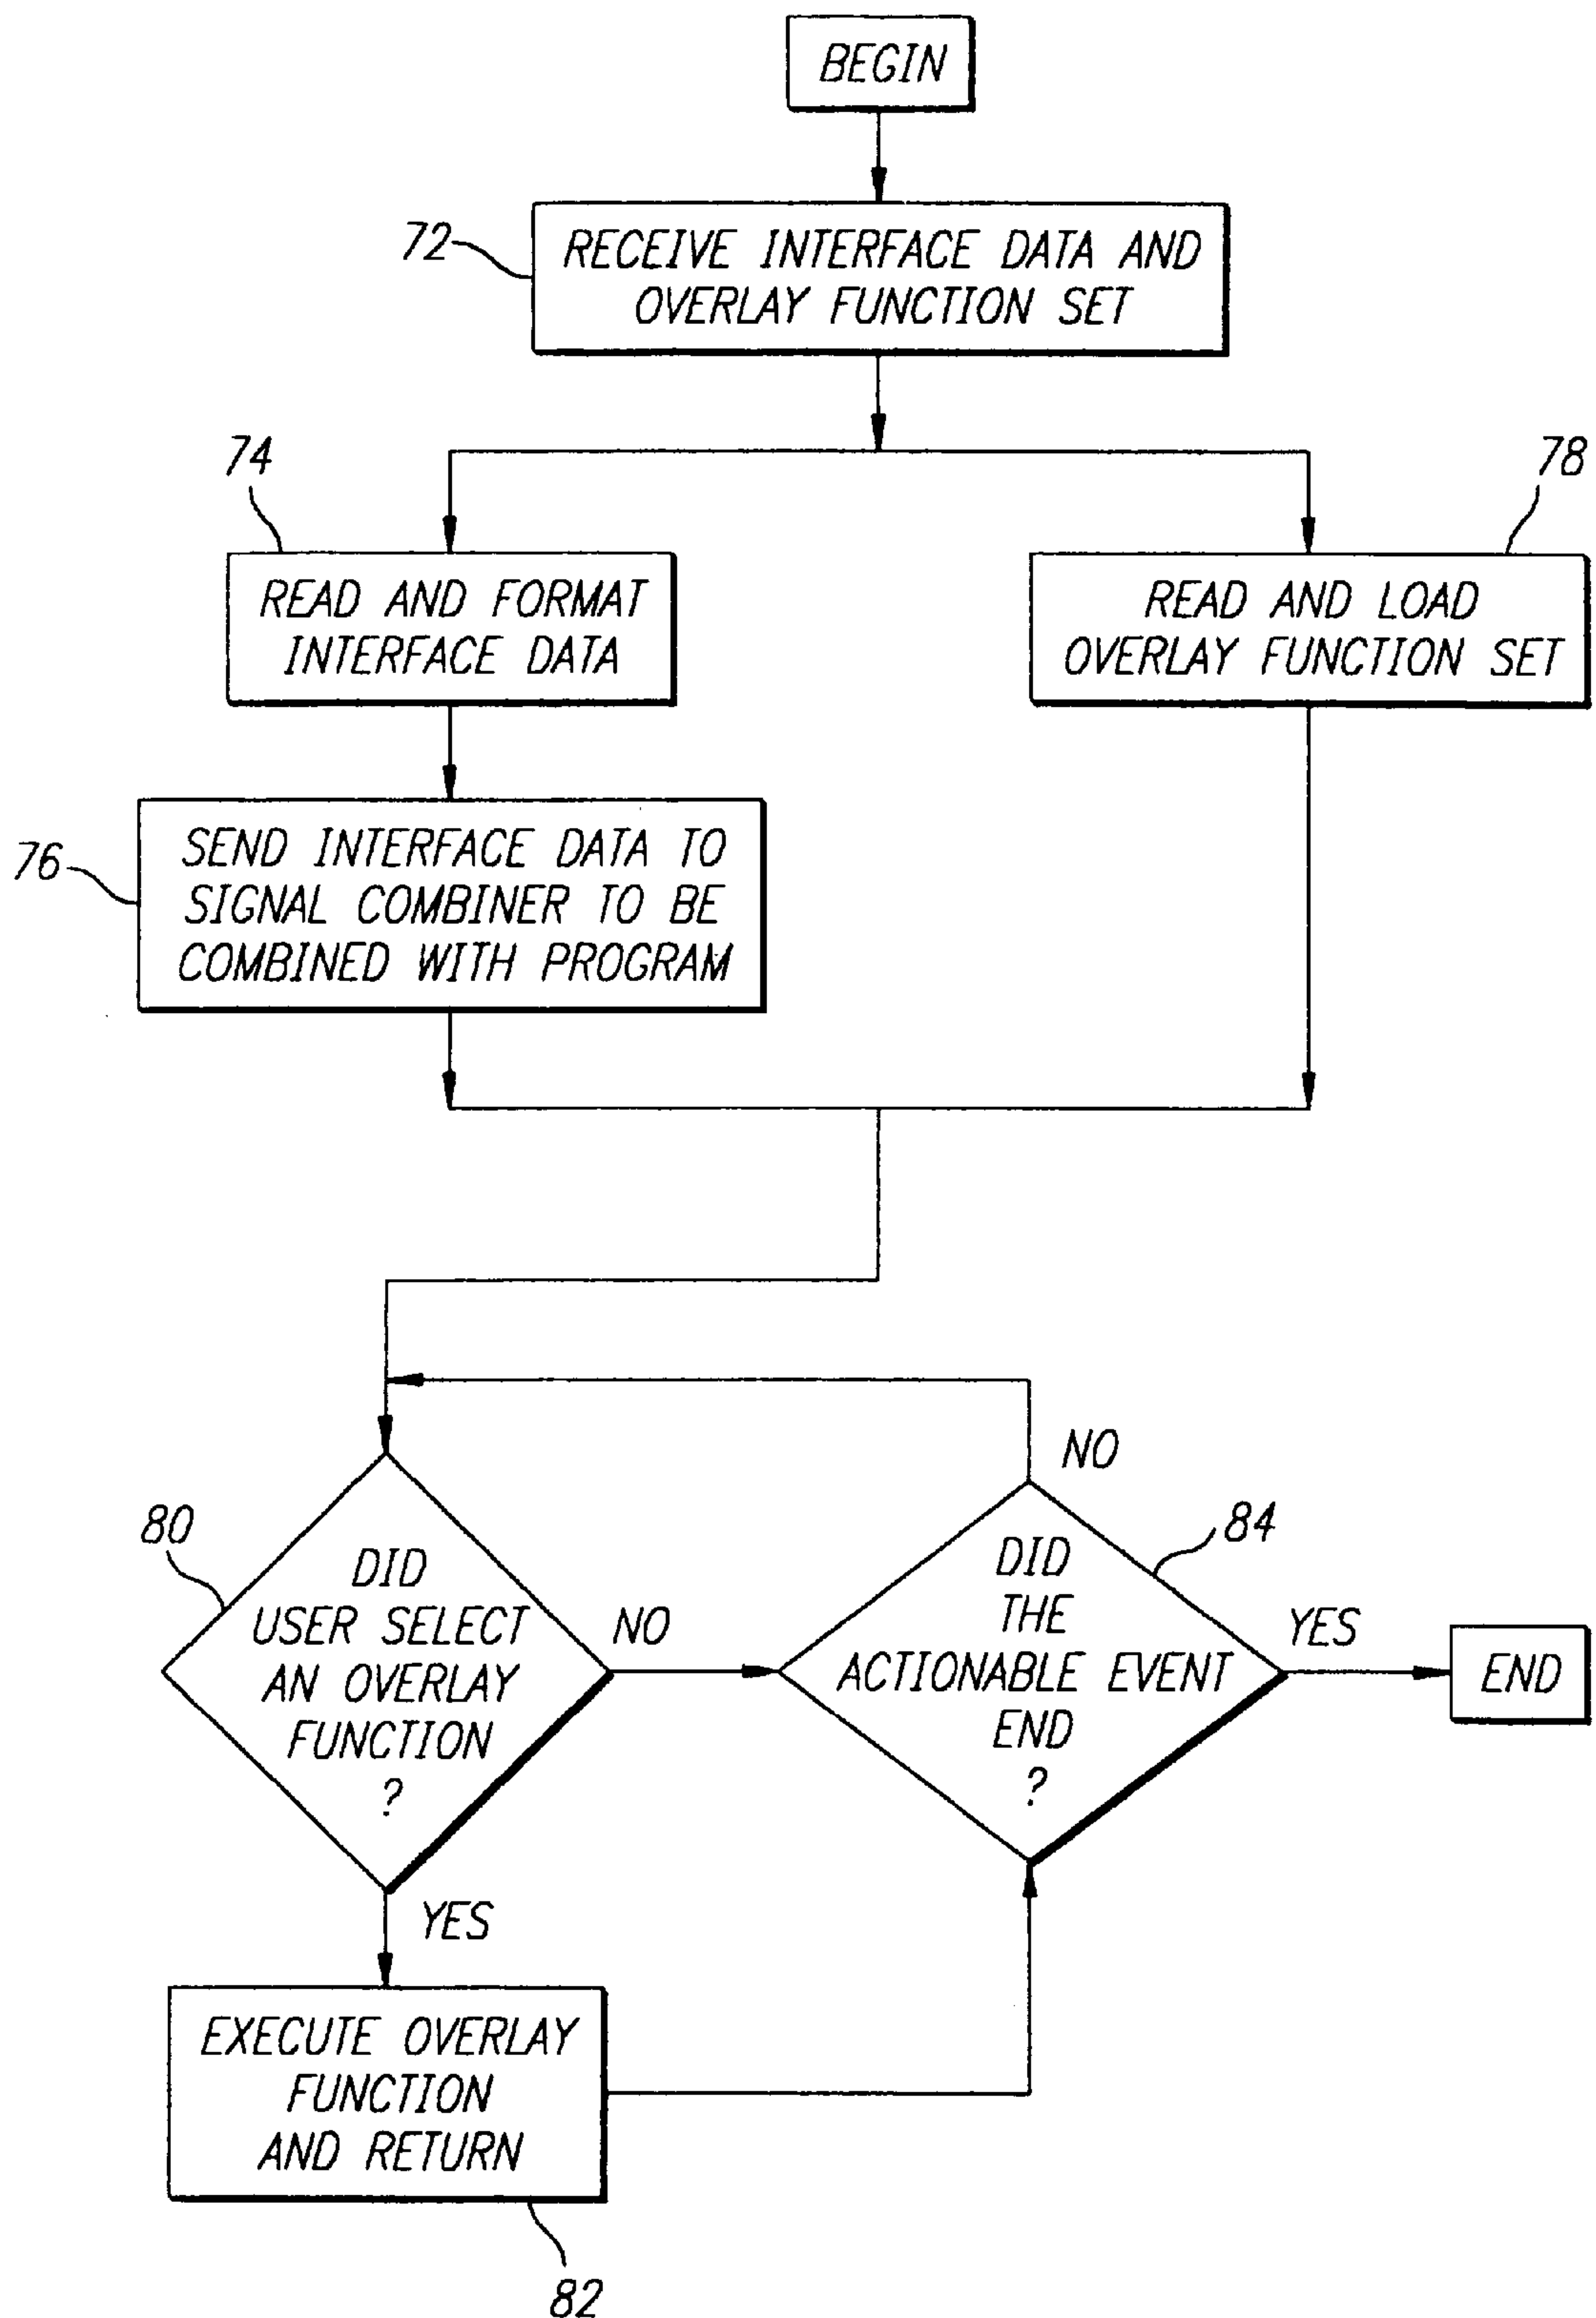 BEGIN
72
RECEIVE INTERFACE DATA AND
OVERLAY FUNCTION SET
74
78
READ AND FORMAT
INTERFACE DATA
READ AND LOAD
OVERLAY FUNCTION SET
76
SEND INTERFACE DATA TO
SIGNAL COMBINER TO BE
COMBINED WITH PROGRAM
80
DID
USER SELECT
AN OVERLAY
FUNCTION
?
NO
NO
84
DID
THE
ACTIONABLE EVENT
END
?
YES
END
YES
EXECUTE OVERLAY
FUNCTION
AND RETURN
82